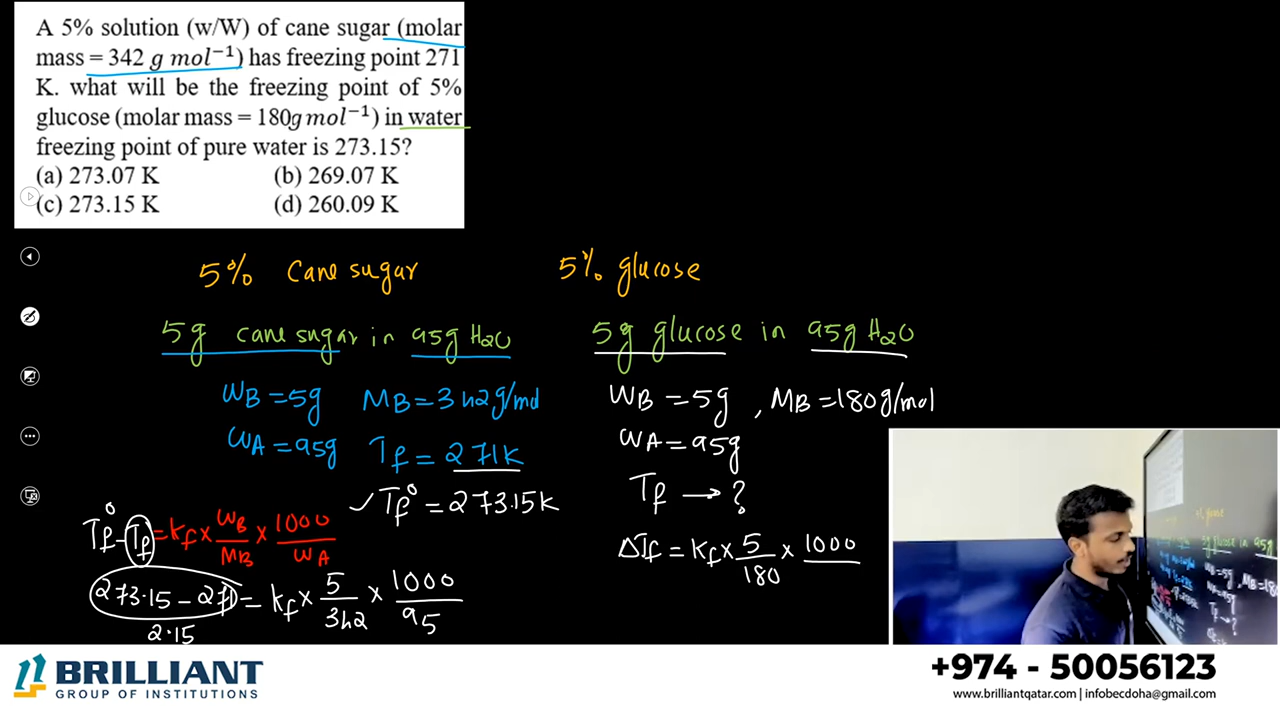 A 5% solution (w/W) of cane sugar (molar
mass = 342 g mol⁻¹) has freezing point 271
K. what will be the freezing point of 5%
glucose (molar mass = 180g mol⁻¹) in water
freezing point of pure water is 273.15?
(a) 273.07 K (b) 269.07 K
(c) 273.15 K (d) 260.09 K
5% Cane sugar
5g cane sugar in 95g H2O
WB = 5g MB = 342g/mol
WA = 95g Tf = 271K
✓ Tf° = 273.15K
Tf° - Tf = Kf × WB/MB × 1000/WA
273.15 - 271 = Kf × 5/342 × 1000/95
2.15
5% glucose
5g glucose in 95g H2O
WB = 5g , MB = 180g/mol
WA = 95g
Tf → ?
ΔTf = Kf × 5/180 × 1000
BRILLIANT
GROUP OF INSTITUTIONS
+974 - 50056123
www.brilliantqatar.com | infobecdoha@gmail.com